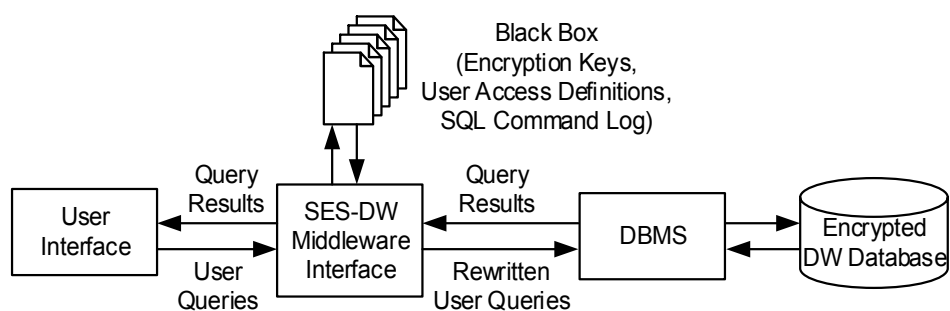 Black Box
(Encryption Keys,
User Access Definitions,
SQL Command Log)
Query
Results
Query
Results
User
Interface
SES-DW
Middleware
Interface
DBMS
Encrypted
DW Database
User
Queries
Rewritten
User Queries